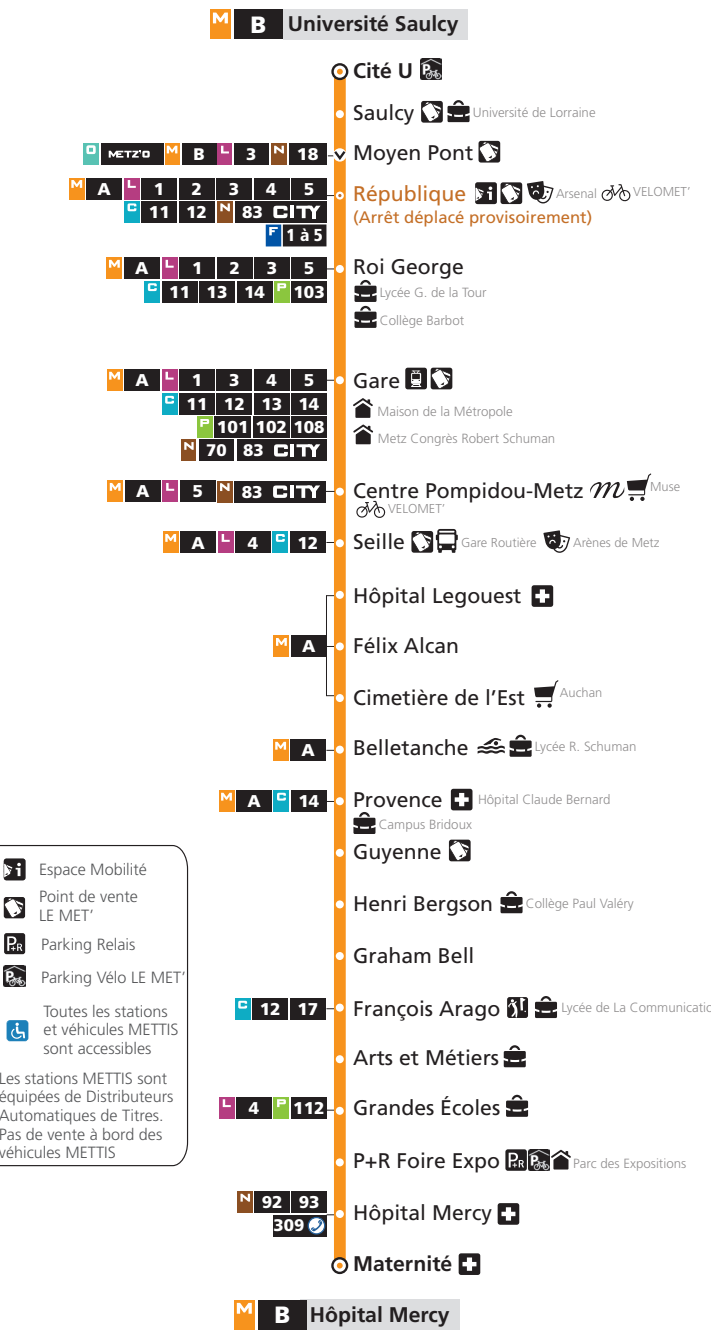 M B Université Saulcy
Cité U P
Saulcy Université de Lorraine
O METZ'O M B L 3 N 18 Moyen Pont
M A L 1 2 3 4 5 République i Arsenal VELOMET'
C 11 12 N 83 CITY (Arrêt déplacé provisoirement)
F 1 à 5
M A L 1 2 3 5 Roi George
C 11 13 14 P 103 Lycée G. de la Tour
Collège Barbot
M A L 1 3 4 5 Gare
C 11 12 13 14 Maison de la Métropole
P 101 102 108 Metz Congrès Robert Schuman
N 70 83 CITY
M A L 5 N 83 CITY Centre Pompidou-Metz m Muse
VELOMET'
M A L 4 C 12 Seille Gare Routière Arènes de Metz
Hôpital Legouest
M A Félix Alcan
Cimetière de l'Est Auchan
M A Belletanche Lycée R. Schuman
M A C 14 Provence Hôpital Claude Bernard
Campus Bridoux
Guyenne
Henri Bergson Collège Paul Valéry
Graham Bell
C 12 17 François Arago Lycée de La Communicatio
Arts et Métiers
L 4 P 112 Grandes Écoles
P+R Foire Expo P+R P Parc des Expositions
N 92 93 Hôpital Mercy
309
Maternité
M B Hôpital Mercy
i Espace Mobilité
Point de vente
LE MET'
P+R Parking Relais
P Parking Vélo LE MET'
Toutes les stations
et véhicules METTIS
sont accessibles
Les stations METTIS sont
équipées de Distributeurs
Automatiques de Titres.
Pas de vente à bord des
véhicules METTIS